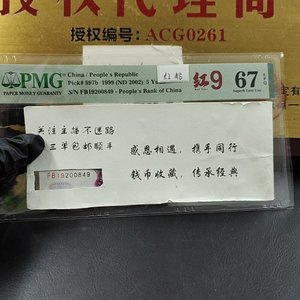 授权代理商
授权编号: ACG0261
PMG
PAPER MONEY GUARANTY
China / People's Republic
Pick# 897b 1999 (ND 2002) 5 Yuan
S/N FB19200849 - People's Bank of China
红9
67
Superb Gem Unc
EPQ
关注主播不迷路
三单包邮顺丰
感恩相遇，携手同行
钱币收藏，传承经典
FB19200849